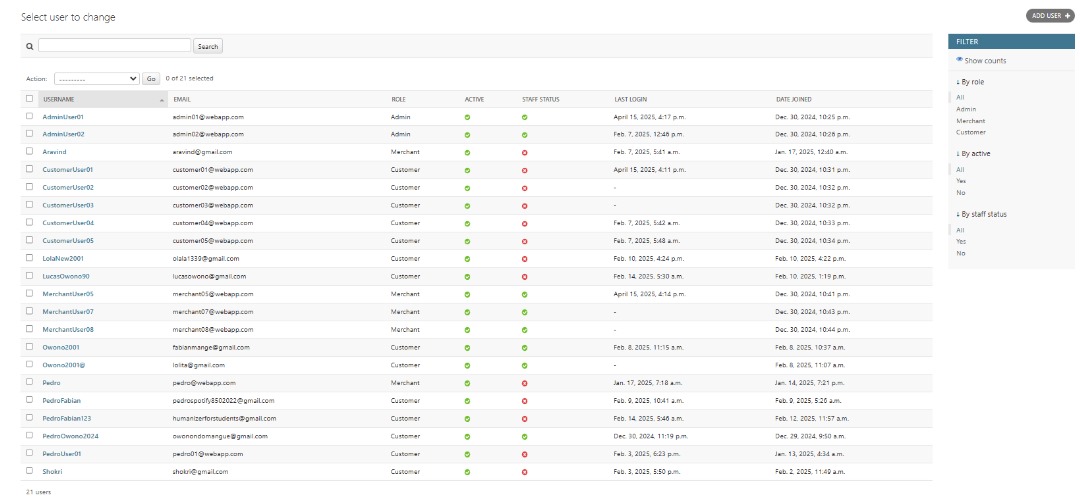 Select user to change
ADD USER +
Search
Action: --------- Go 0 of 21 selected
USERNAME EMAIL ROLE ACTIVE STAFF STATUS LAST LOGIN DATE JOINED
AdminUser01 admin01@webapp.com Admin April 15, 2025, 4:17 p.m. Dec. 30, 2024, 10:25 p.m.
AdminUser02 admin02@webapp.com Admin Feb. 7, 2025, 12:46 p.m. Dec. 30, 2024, 10:28 p.m.
Aravind aravind@gmail.com Merchant Feb. 7, 2025, 5:41 a.m. Jan. 17, 2025, 12:40 a.m.
CustomerUser01 customer01@webapp.com Customer April 15, 2025, 4:11 p.m. Dec. 30, 2024, 10:31 p.m.
CustomerUser02 customer02@webapp.com Customer - Dec. 30, 2024, 10:32 p.m.
CustomerUser03 customer03@webapp.com Customer - Dec. 30, 2024, 10:32 p.m.
CustomerUser04 customer04@webapp.com Customer Feb. 7, 2025, 5:42 a.m. Dec. 30, 2024, 10:33 p.m.
CustomerUser05 customer05@webapp.com Customer Feb. 7, 2025, 5:48 a.m. Dec. 30, 2024, 10:34 p.m.
LolaNew2001 olala1339@gmail.com Customer Feb. 10, 2025, 4:24 p.m. Feb. 10, 2025, 4:22 p.m.
LucasOwono90 lucasowono@gmail.com Customer Feb. 14, 2025, 5:30 a.m. Feb. 10, 2025, 1:19 p.m.
MerchantUser05 merchant05@webapp.com Merchant April 15, 2025, 4:14 p.m. Dec. 30, 2024, 10:41 p.m.
MerchantUser07 merchant07@webapp.com Merchant - Dec. 30, 2024, 10:43 p.m.
MerchantUser08 merchant08@webapp.com Merchant - Dec. 30, 2024, 10:44 p.m.
Owono2001 fabianmange@gmail.com Customer Feb. 8, 2025, 11:15 a.m. Feb. 8, 2025, 10:37 a.m.
Owono2001@ lolita@gmail.com Customer - Feb. 8, 2025, 11:07 a.m.
Pedro pedro@webapp.com Merchant Jan. 17, 2025, 7:18 a.m. Jan. 14, 2025, 7:21 p.m.
PedroFabian pedrospotify8502022@gmail.com Customer Feb. 9, 2025, 10:41 a.m. Feb. 9, 2025, 5:26 a.m.
PedroFabian123 humanizerforstudents@gmail.com Customer Feb. 14, 2025, 5:46 a.m. Feb. 12, 2025, 11:57 a.m.
PedroOwono2024 owonondomangue@gmail.com Customer Dec. 30, 2024, 11:19 p.m. Dec. 29, 2024, 9:50 a.m.
PedroUser01 pedro01@webapp.com Customer Feb. 3, 2025, 6:23 p.m. Jan. 13, 2025, 4:34 a.m.
Shokri shokri@gmail.com Customer Feb. 3, 2025, 5:50 p.m. Feb. 2, 2025, 11:49 a.m.
21 users
FILTER
Show counts
↓ By role
All
Admin
Merchant
Customer
↓ By active
All
Yes
No
↓ By staff status
All
Yes
No